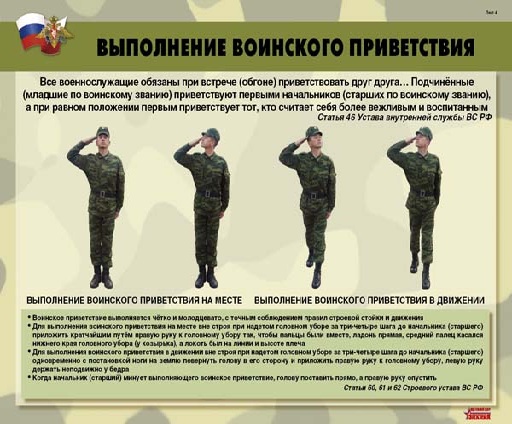 Лист 4
ВЫПОЛНЕНИЕ ВОИНСКОГО ПРИВЕТСТВИЯ
Все военнослужащие обязаны при встрече (обгоне) приветствовать друг друга... Подчинённые
(младшие по воинскому званию) приветствуют первыми начальников (старших по воинскому званию),
а при равном положении первым приветствует тот, кто считает себя более вежливым и воспитанным
Статья 46 Устава внутренней службы ВС РФ
ВЫПОЛНЕНИЕ ВОИНСКОГО ПРИВЕТСТВИЯ НА МЕСТЕ
ВЫПОЛНЕНИЕ ВОИНСКОГО ПРИВЕТСТВИЯ В ДВИЖЕНИИ
• Воинское приветствие выполняется чётко и молодцевато, с точным соблюдением правил строевой стойки и движения
• Для выполнения воинского приветствия на месте вне строя при надетом головном уборе за три-четыре шага до начальника (старшего)
приложить кратчайшим путём правую руку к головному убору так, чтобы пальцы были вместе, ладонь прямая, средний палец касался
нижнего края головного убора (у козырька), а локоть был на линии и высоте плеча
• Для выполнения воинского приветствия в движении вне строя при надетом головном уборе за три-четыре шага до начальника (старшего)
одновременно с постановкой ноги на землю повернуть голову в его сторону и приложить правую руку к головному убору, левую руку
держать неподвижно у бедра
• Когда начальник (старший) минует выполняющего воинское приветствие, голову поставить прямо, а правую руку опустить
Статьи 60, 61 и 62 Строевого устава ВС РФ